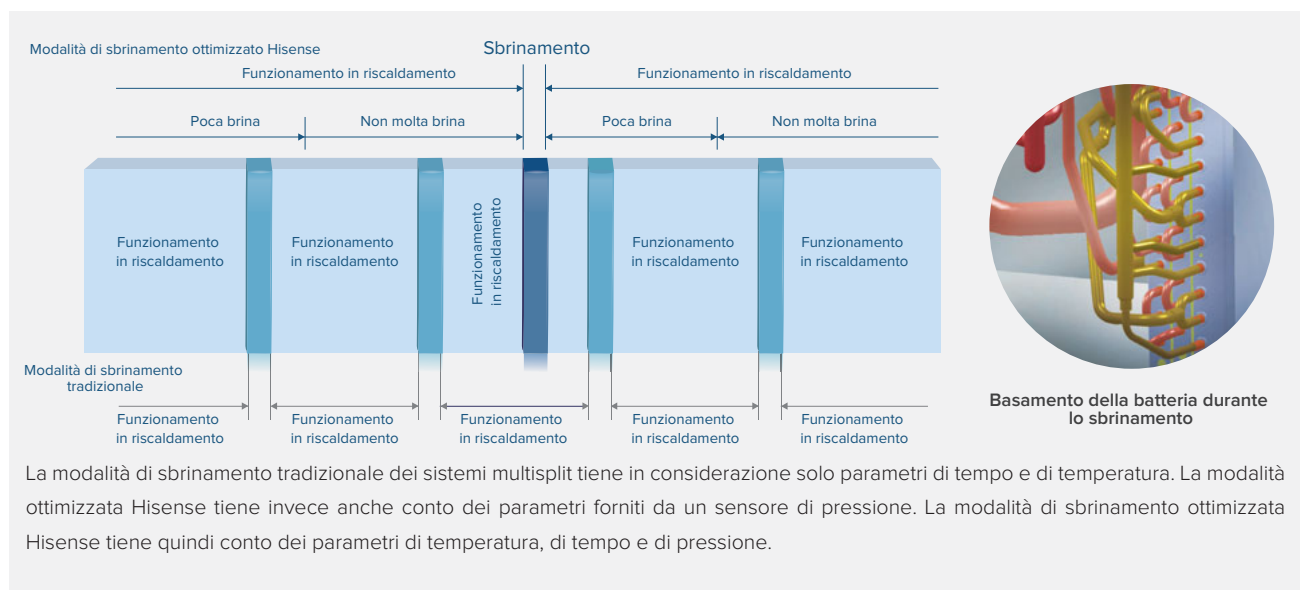 Modalità di sbrinamento ottimizzato Hisense
Sbrinamento
Funzionamento in riscaldamento
Funzionamento in riscaldamento
Poca brina
Non molta brina
Poca brina
Non molta brina
Funzionamento
in riscaldamento
Funzionamento
in riscaldamento
Funzionamento
in riscaldamento
Funzionamento
in riscaldamento
Funzionamento
in riscaldamento
Modalità di sbrinamento
tradizionale
Funzionamento
in riscaldamento
Funzionamento
in riscaldamento
Funzionamento
in riscaldamento
Funzionamento
in riscaldamento
Funzionamento
in riscaldamento
Basamento della batteria durante
lo sbrinamento
La modalità di sbrinamento tradizionale dei sistemi multisplit tiene in considerazione solo parametri di tempo e di temperatura. La modalità
ottimizzata Hisense tiene invece anche conto dei parametri forniti da un sensore di pressione. La modalità di sbrinamento ottimizzata
Hisense tiene quindi conto dei parametri di temperatura, di tempo e di pressione.